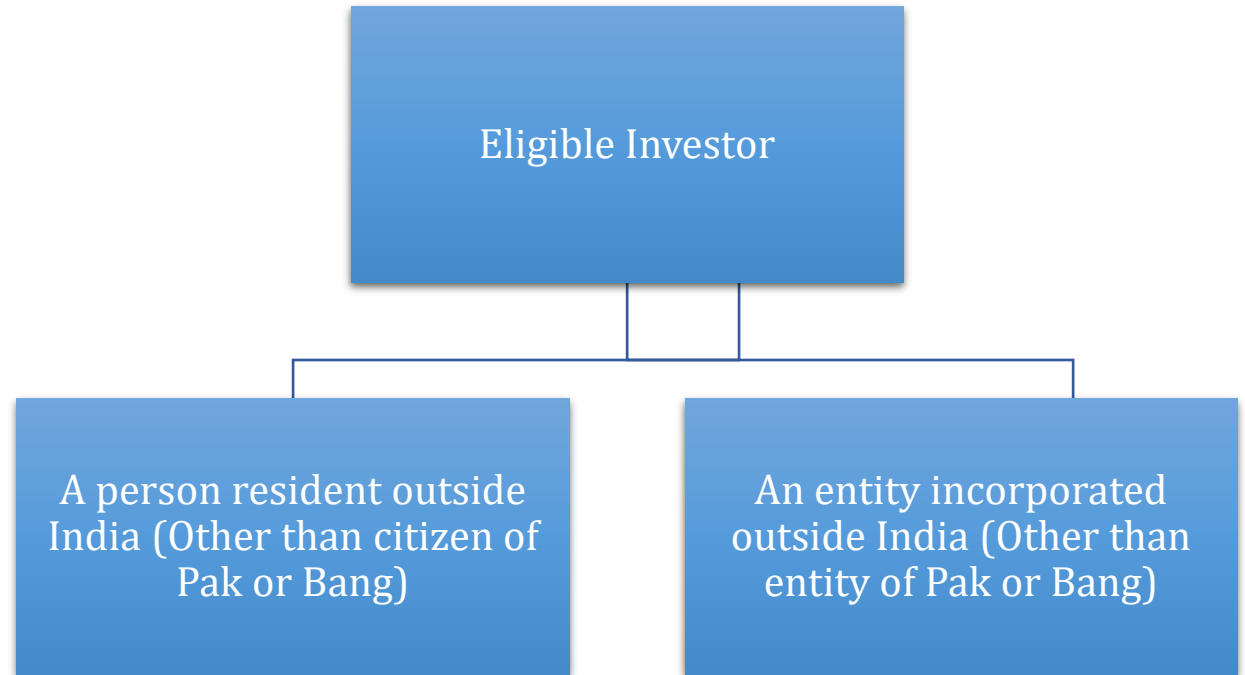 Eligible Investor
A person resident outside
India (Other than citizen of
Pak or Bang)
An entity incorporated
outside India (Other than
entity of Pak or Bang)